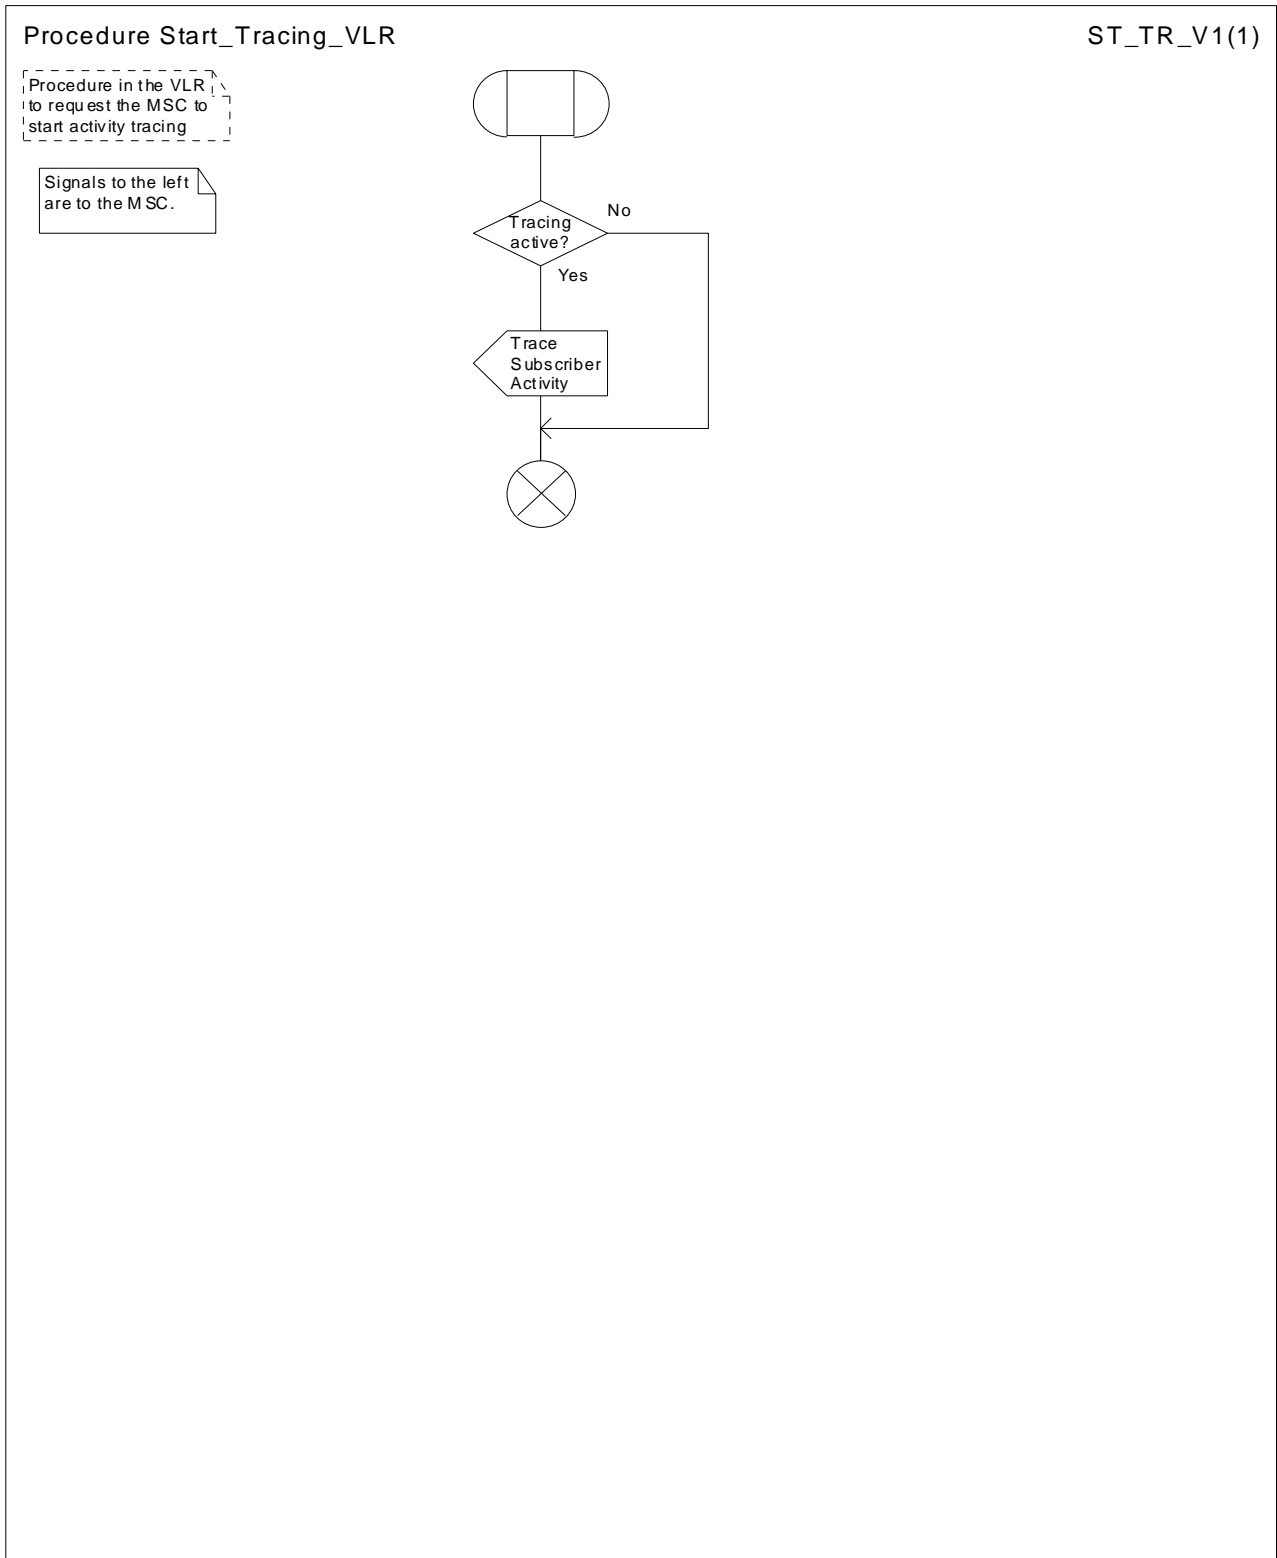 Procedure Start_Tracing_VLR
ST_TR_V1(1)
Procedure in the VLR
to request the MSC to
start activity tracing
Signals to the left
are to the MSC.
Tracing
active?
No
Yes
Trace
Subscriber
Activity